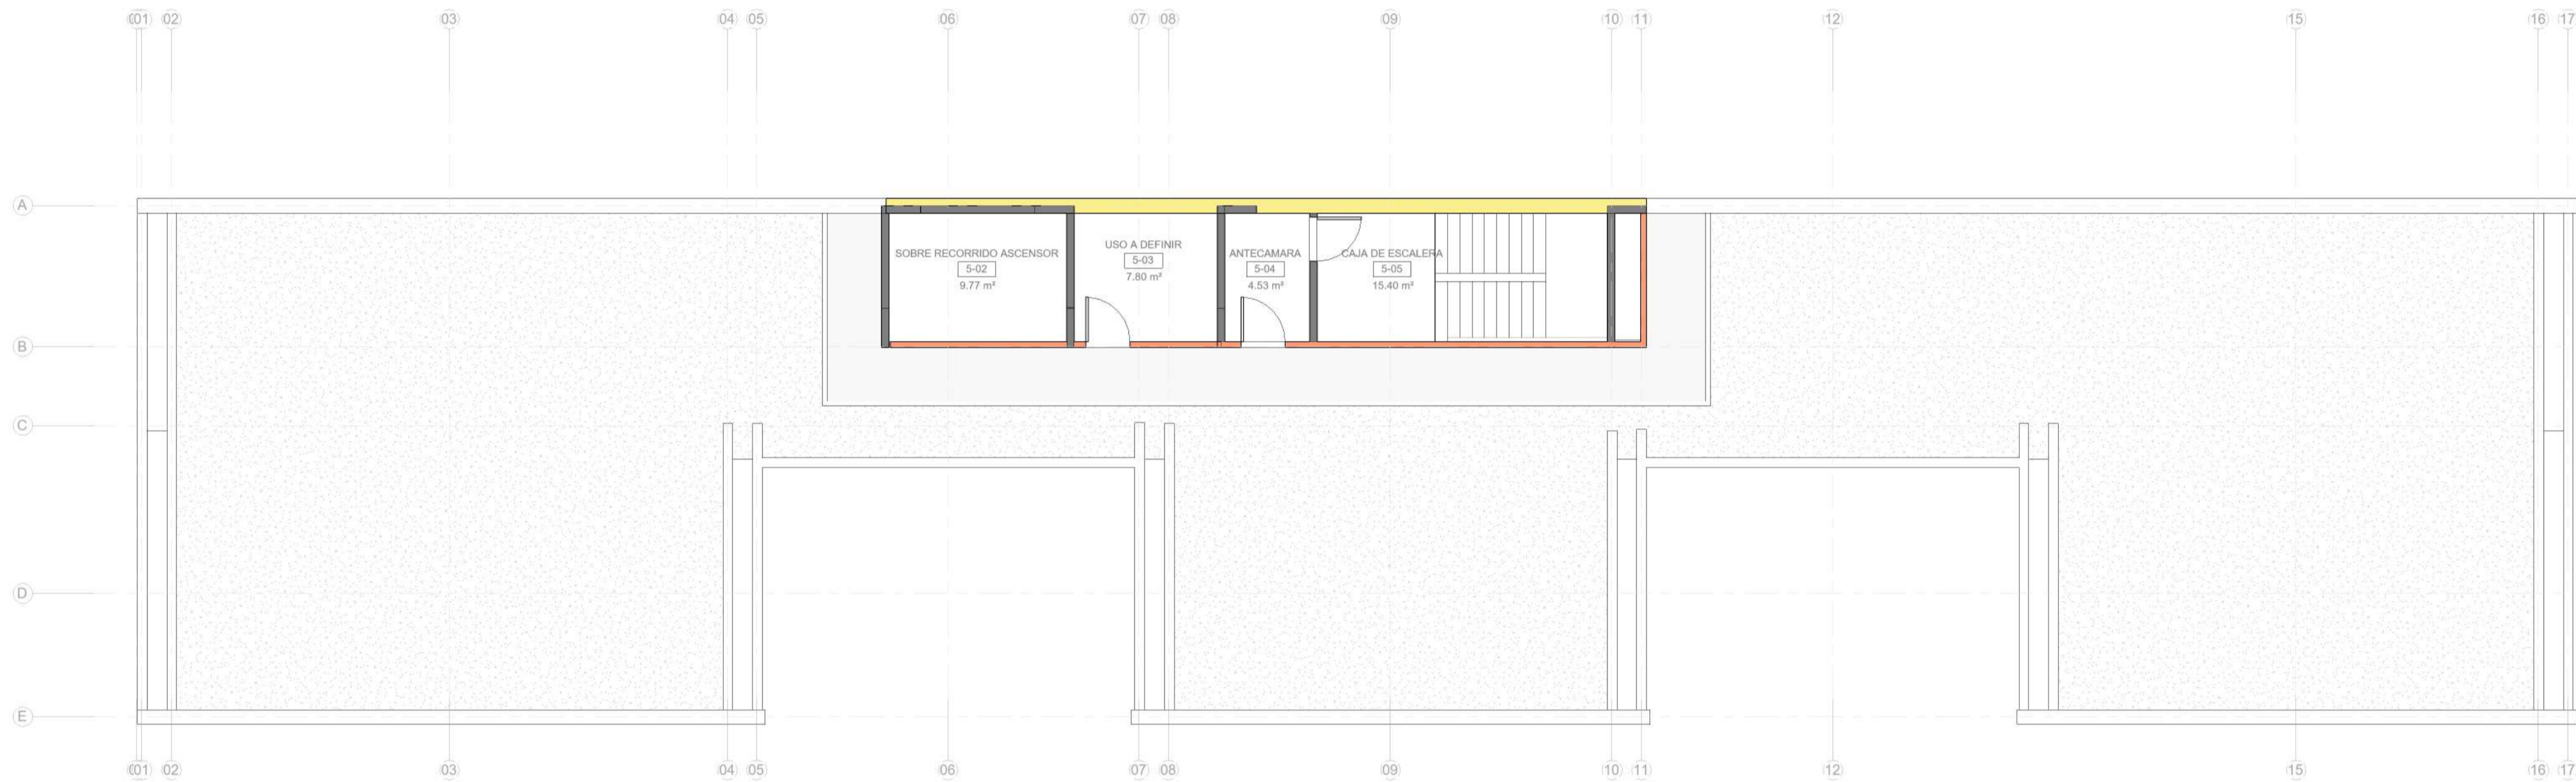 01 02 03 04 05 06 07 08 09 10 11 12 15 16 17
A
SOBRE RECORRIDO ASCENSOR
5-02
9.77 m²
USO A DEFINIR
5-03
7.80 m²
ANTECAMARA
5-04
4.53 m²
CAJA DE ESCALERA
5-05
15.40 m²
B
C
D
E
01 02 03 04 05 06 07 08 09 10 11 12 15 16 17